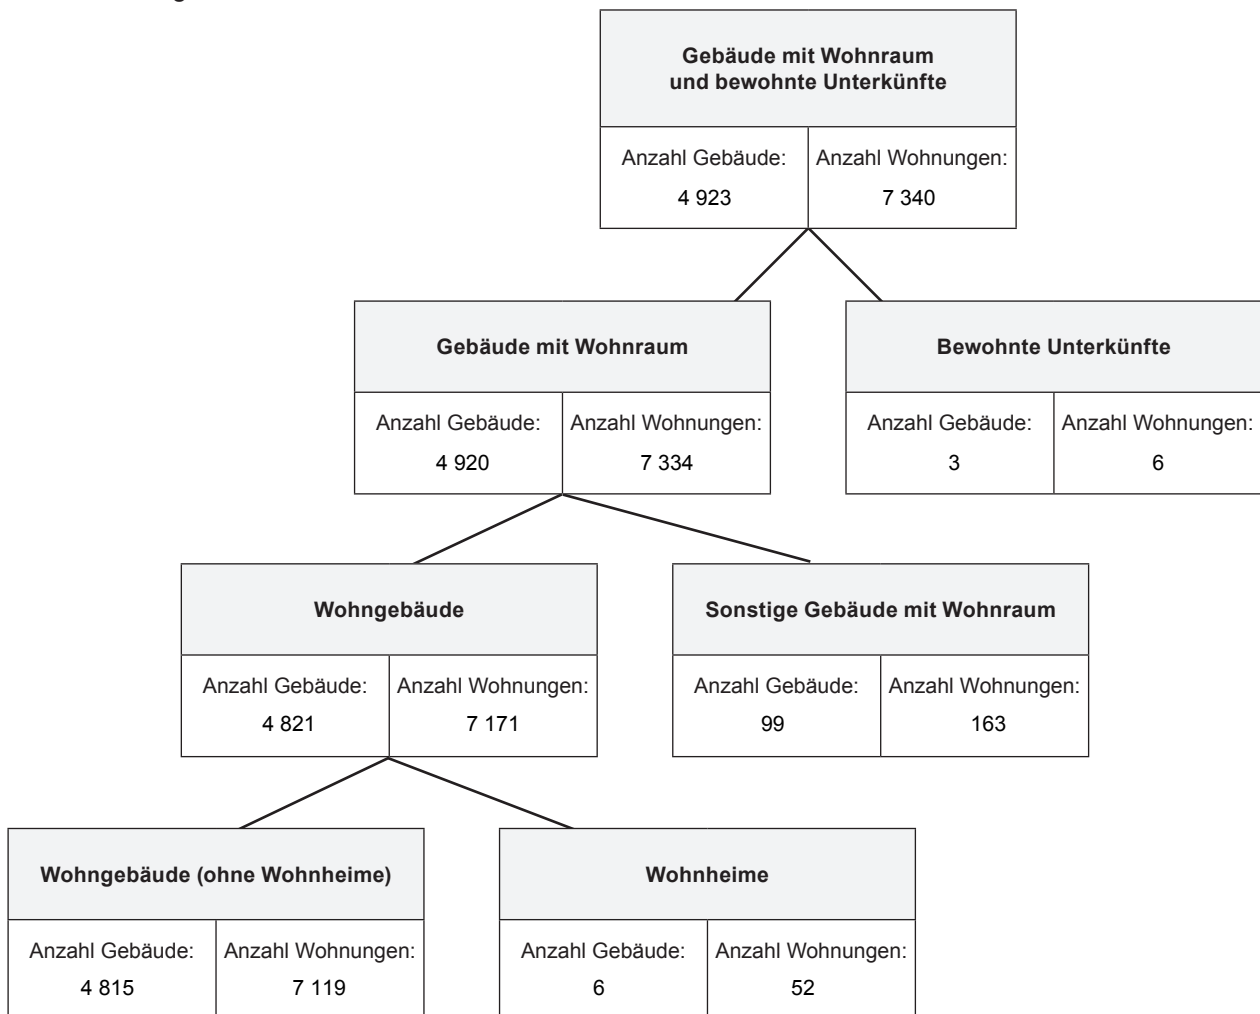 Gebäude mit Wohnraum
und bewohnte Unterkünfte
Anzahl Gebäude: Anzahl Wohnungen:
4 923 7 340
Gebäude mit Wohnraum Bewohnte Unterkünfte
Anzahl Gebäude: Anzahl Wohnungen: Anzahl Gebäude: Anzahl Wohnungen:
4 920 7 334 3 6
Wohngebäude Sonstige Gebäude mit Wohnraum
Anzahl Gebäude: Anzahl Wohnungen: Anzahl Gebäude: Anzahl Wohnungen:
4 821 7 171 99 163
Wohngebäude (ohne Wohnheime) Wohnheime
Anzahl Gebäude: Anzahl Wohnungen: Anzahl Gebäude: Anzahl Wohnungen:
4 815 7 119 6 52